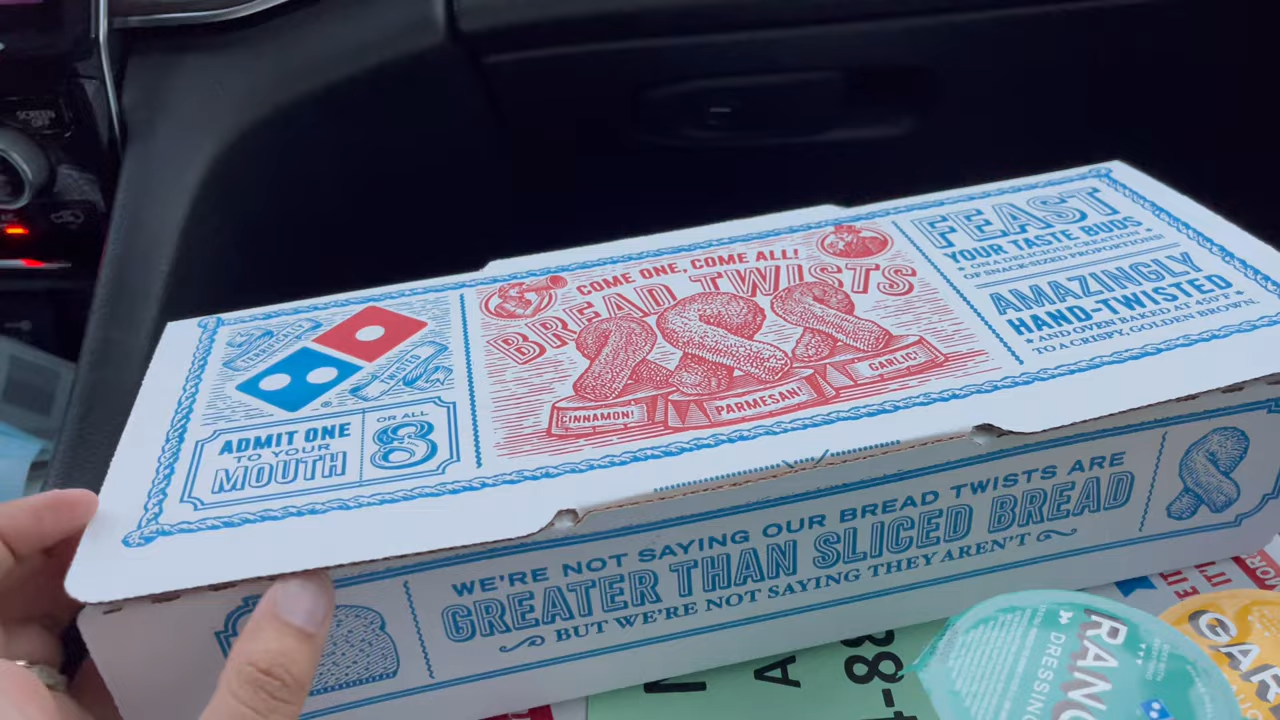 SCREEN
OFF
TERRIFICALLY
TWISTED
®
ADMIT ONE
TO YOUR
MOUTH
OR ALL
8
COME ONE, COME ALL!
BREAD TWISTS
CINNAMON!
PARMESAN!
GARLIC!
FEAST
YOUR TASTE BUDS
ON A DELICIOUS CREATION
OF SNACK-SIZED PROPORTIONS!
AMAZINGLY
HAND-TWISTED
AND OVEN BAKED AT 450°F
TO A CRISPY, GOLDEN BROWN.
WE'RE NOT SAYING OUR BREAD TWISTS ARE
GREATER THAN SLICED BREAD
BUT WE'RE NOT SAYING THEY AREN'T
RANC
DRESSIN
GAR